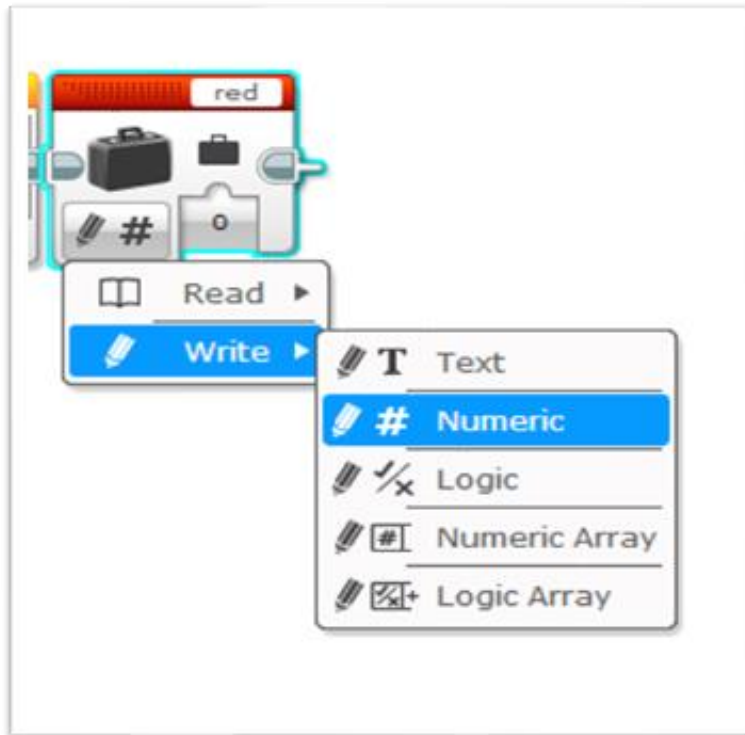 red
#
0
Read
Write
T Text
# Numeric
Logic
# Numeric Array
Logic Array